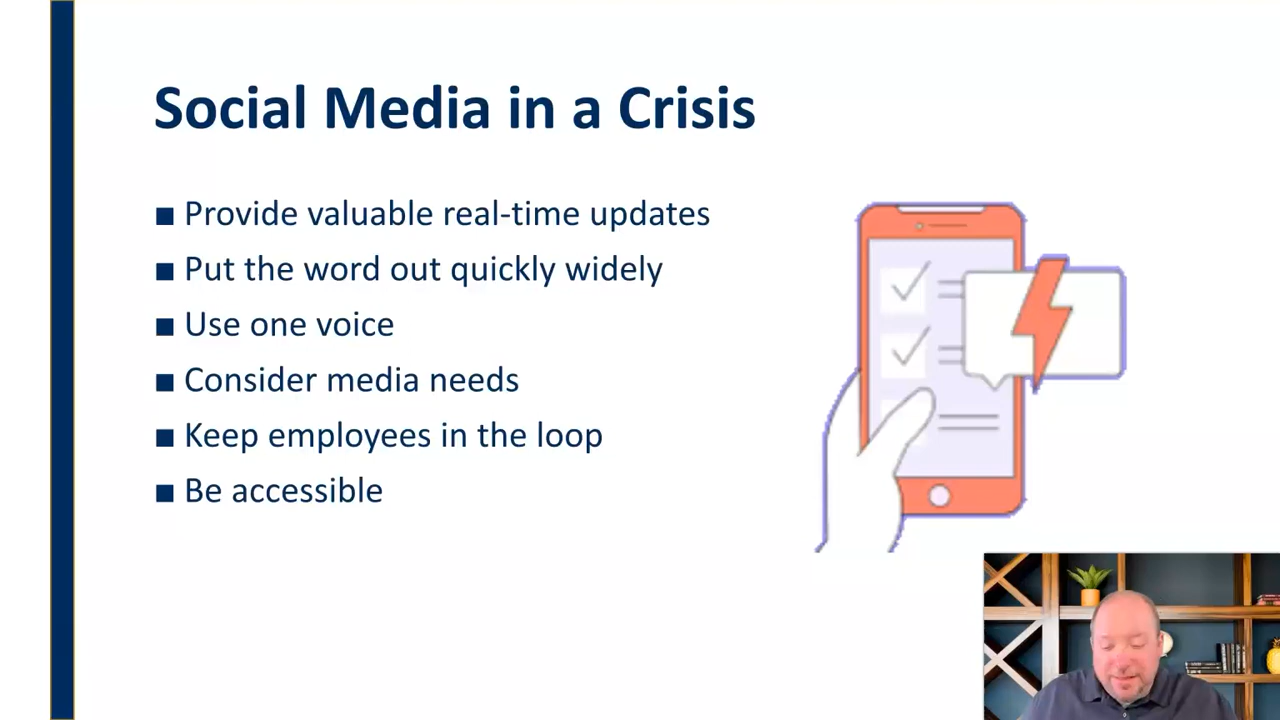 Social Media in a Crisis
■ Provide valuable real-time updates
■ Put the word out quickly widely
■ Use one voice
■ Consider media needs
■ Keep employees in the loop
■ Be accessible